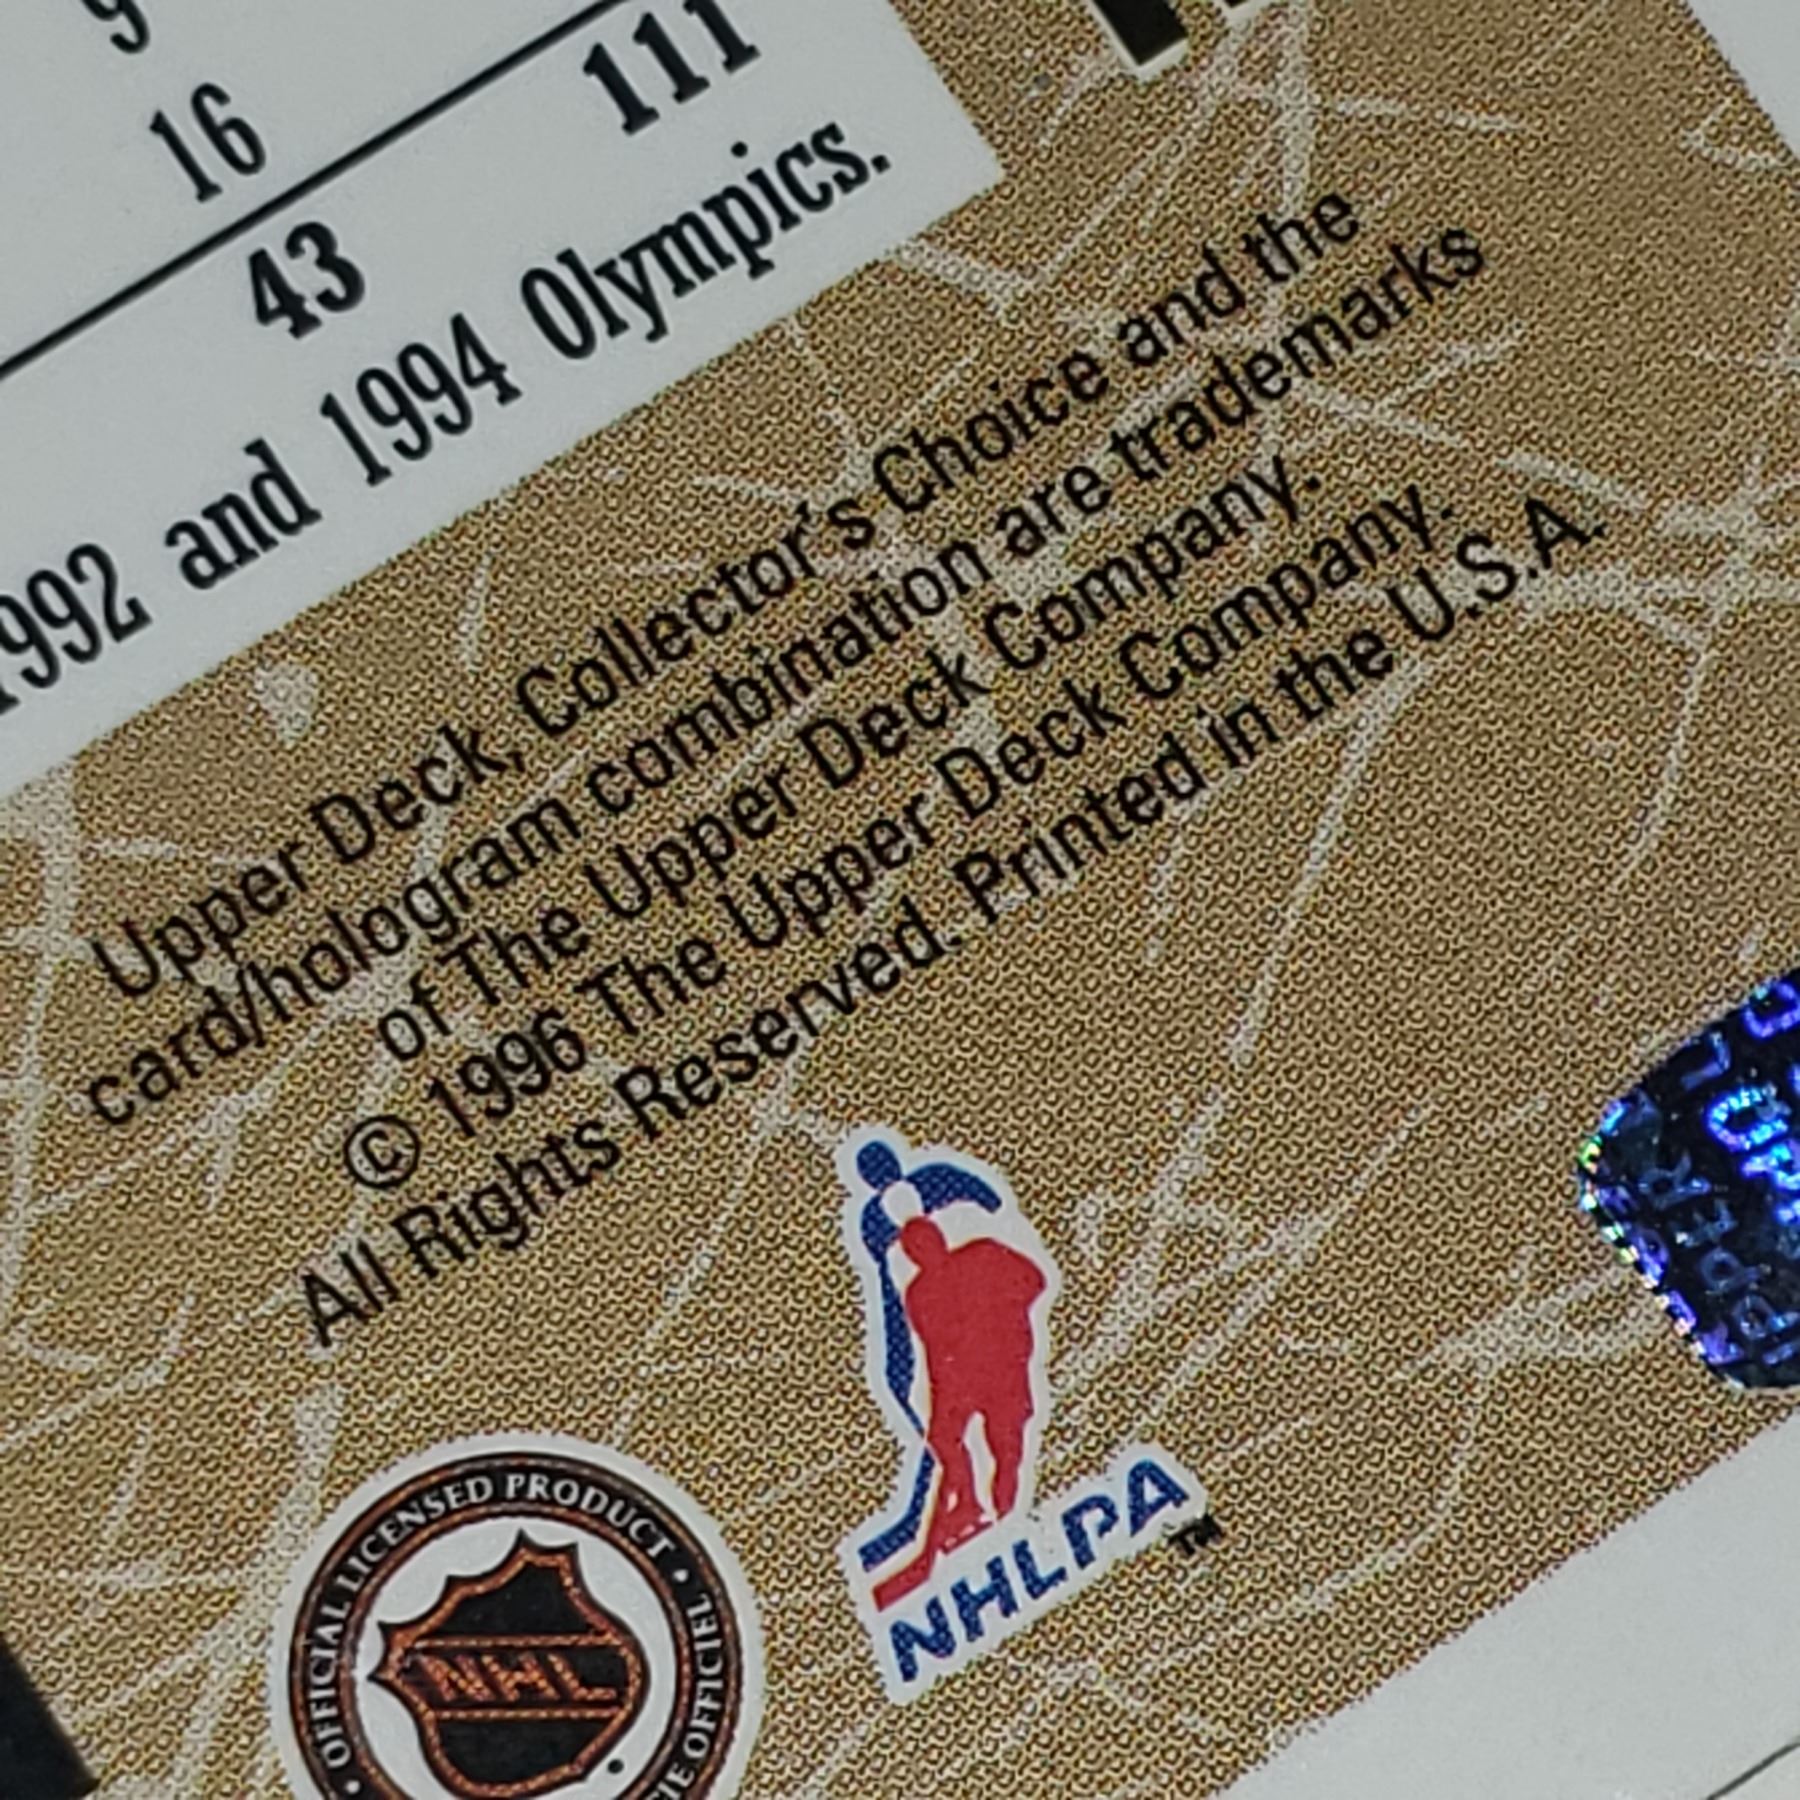 9
16
43 111
1992 and 1994 Olympics.
Upper Deck, Collector's Choice and the
card/hologram combination are trademarks
of The Upper Deck Company.
© 1996 The Upper Deck Company.
All Rights Reserved. Printed in the U.S.A.
NHLPA
TM
• OFFICIAL LICENSED PRODUCT •
NHL